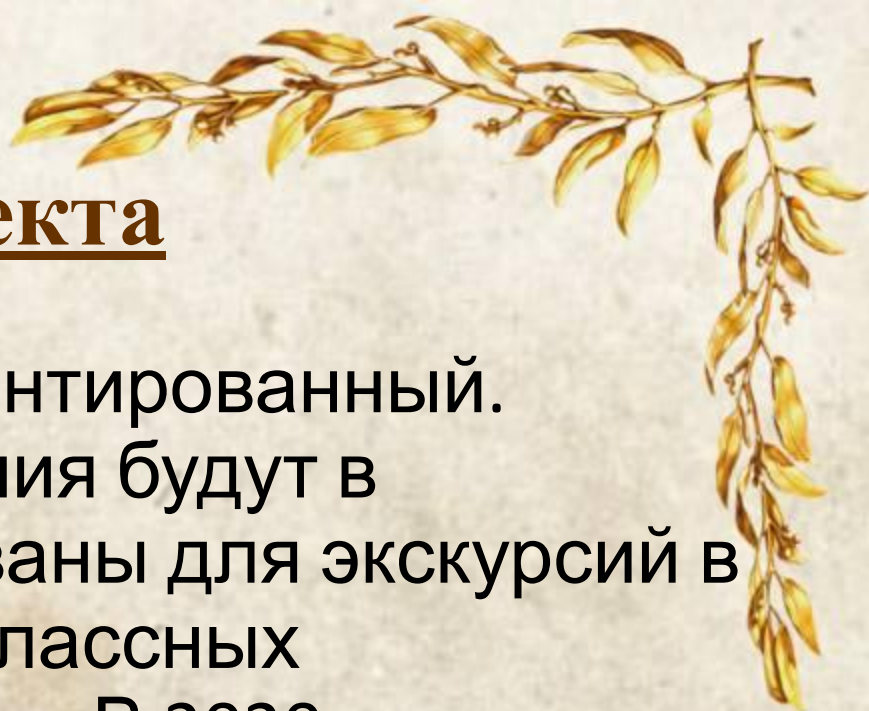 екта
нтированный.
ния будут в
ваны для экскурсий в
лассных